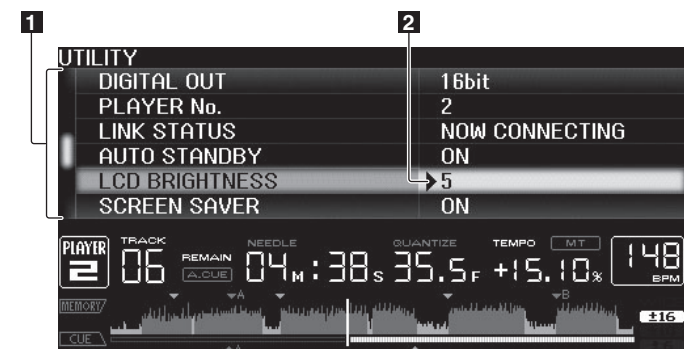 1 2
UTILITY
DIGITAL OUT 16bit
PLAYER No. 2
LINK STATUS NOW CONNECTING
AUTO STANDBY ON
LCD BRIGHTNESS 5
SCREEN SAVER ON
PLAYER 2 TRACK 06 REMAIN A.CUE NEEDLE 04M:38S QUANTIZE 35.5F TEMPO MT +15.10% 148 BPM
MEMORY A B
±16
CUE A